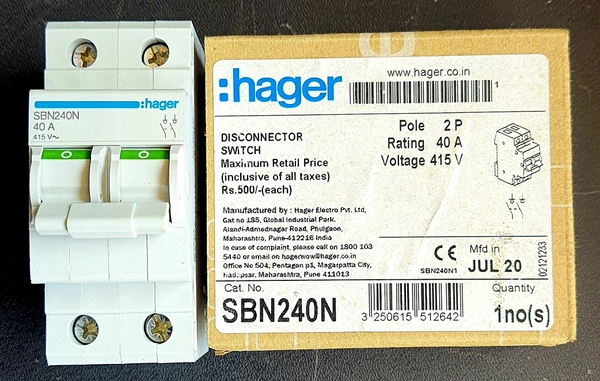 :hager
SBN240N
40 A
415 V~
O O
:hager
www.hager.co.in
1
DISCONNECTOR
SWITCH
Maximum Retail Price
(inclusive of all taxes)
Rs.500/-(each)
Pole 2 P
Rating 40 A
Voltage 415 V
Manufactured by : Hager Electro Pvt. Ltd,
Gat no 185, Global Industrial Park,
Alandi-Admednagar Road, Phulgaon,
Maharashtra, Pune-412216 India
In case of complaint, please call on 1800 103
5440 or email on hagernow@hager.co.in
Office No 504, Pentagon p1, Magarpatta City,
hadapsar, Maharashtra, Pune 411013
CE
SBN240N1
Mfd in
JUL 20
02121233
Cat. No.
SBN240N
3 250615 512642
Quantity
1no(s)